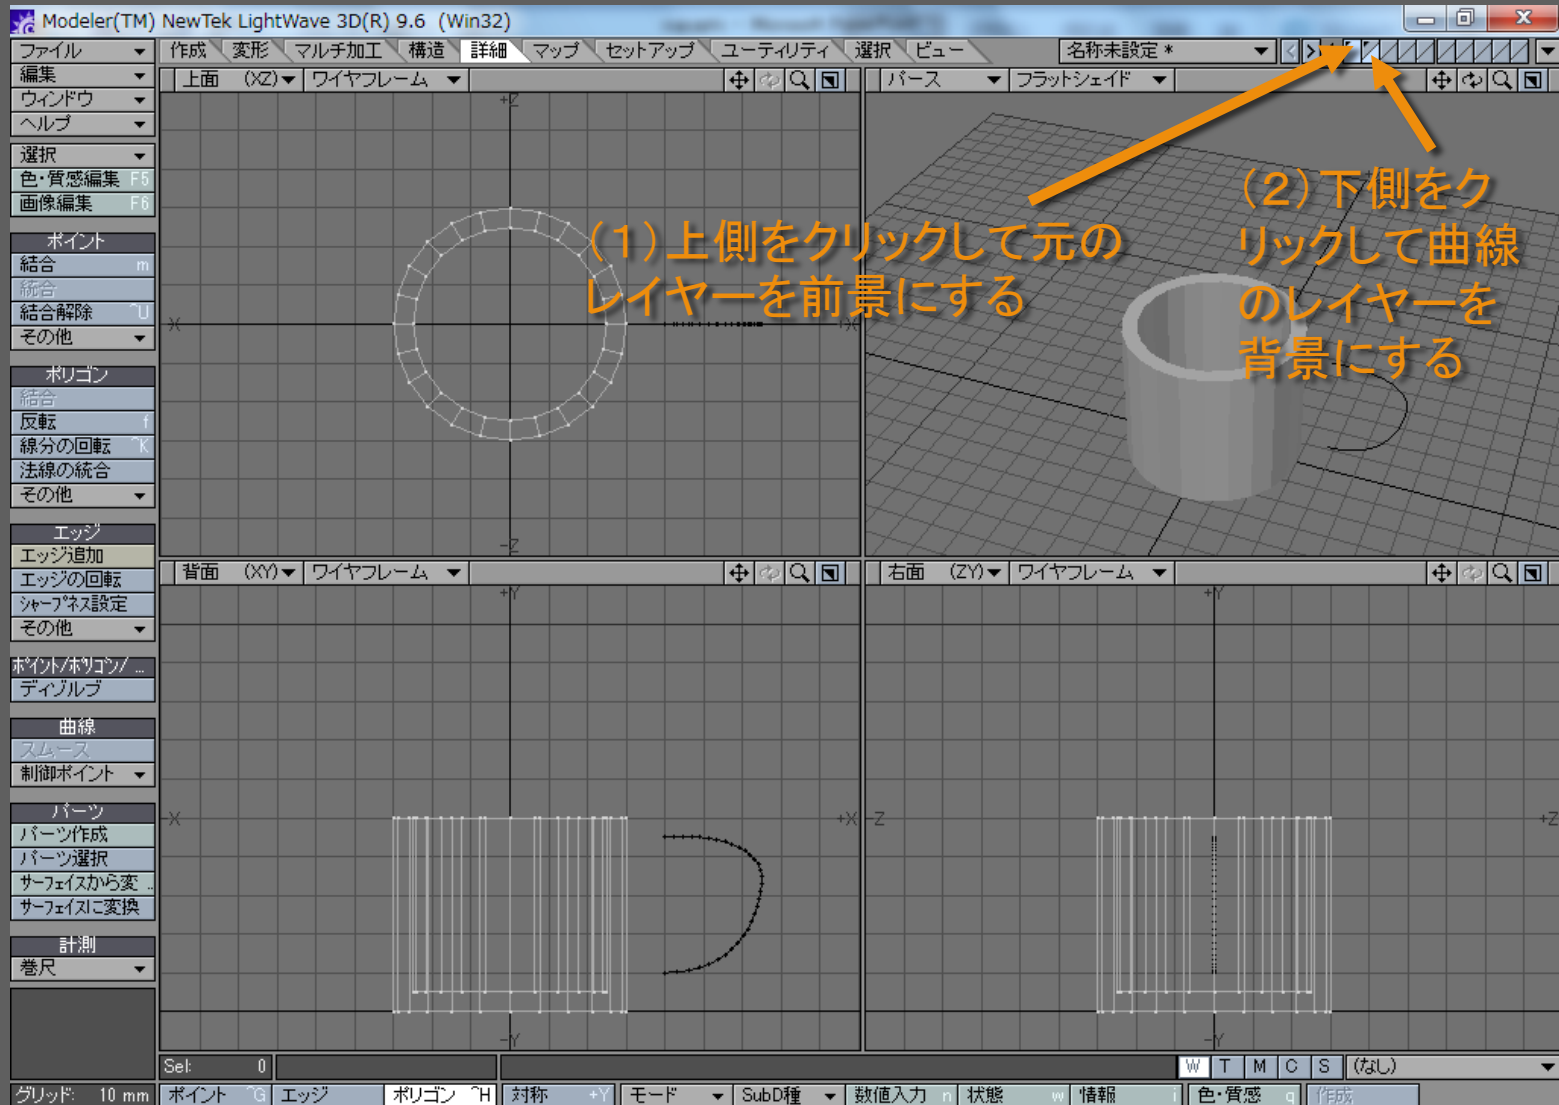 Modeler(TM) NewTek LightWave 3D(R) 9.6 (Win32)
ファイル
作成 変形 マルチ加工 構造 詳細 マップ セットアップ ユーティリティ 選択 ビュー 名称未設定 *
編集
上面 (XZ) ワイヤフレーム
パース フラットシェイド
ウィンドウ
ヘルプ
選択
色・質感編集 F5
画像編集 F6
ポイント
結合 m
統合
結合解除 ^U
その他
ポリゴン
結合
反転 f
線分の回転 ^K
法線の統合
その他
エッジ
エッジ追加
エッジの回転
シャープネス設定
その他
ポイント/ポリゴン/ ...
ディゾルブ
曲線
スムース
制御ポイント
パーツ
パーツ作成
パーツ選択
サーフェイスから変 ..
サーフェイスに変換
計測
巻尺
+Z
-X
+X
-Z
(1)上側をクリックして元の
レイヤーを前景にする
(2)下側をク
リックして曲線
のレイヤーを
背景にする
背面 (XY) ワイヤフレーム
+Y
-X
+X
-Y
右面 (ZY) ワイヤフレーム
+Y
-Z
+Z
-Y
Sel: 0
W T M C S (なし)
グリッド: 10 mm ポイント ^G エッジ ポリゴン ^H 対称 +Y モード SubD種 数値入力 n 状態 w 情報 i 色・質感 q 作成